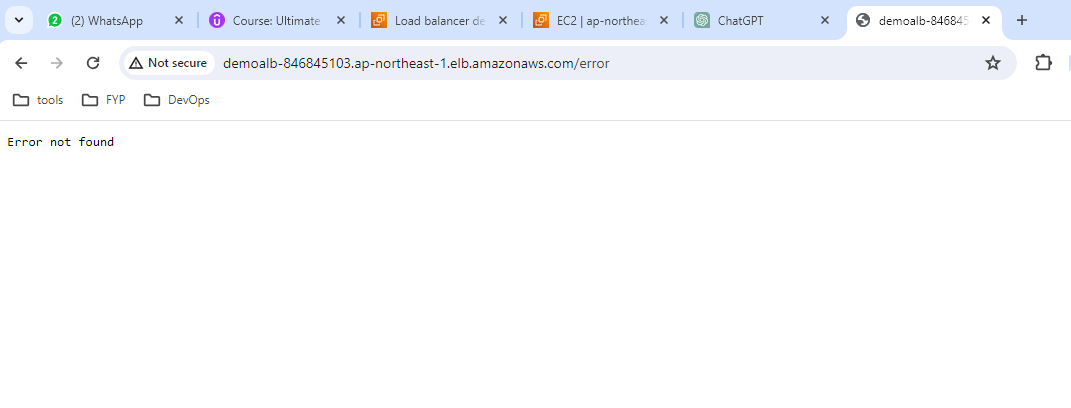 (2) WhatsApp
Course: Ultimate
Load balancer de
EC2 | ap-northea
ChatGPT
demoalb-846845
Not secure
demoalb-846845103.ap-northeast-1.elb.amazonaws.com/error
tools
FYP
DevOps
Error not found